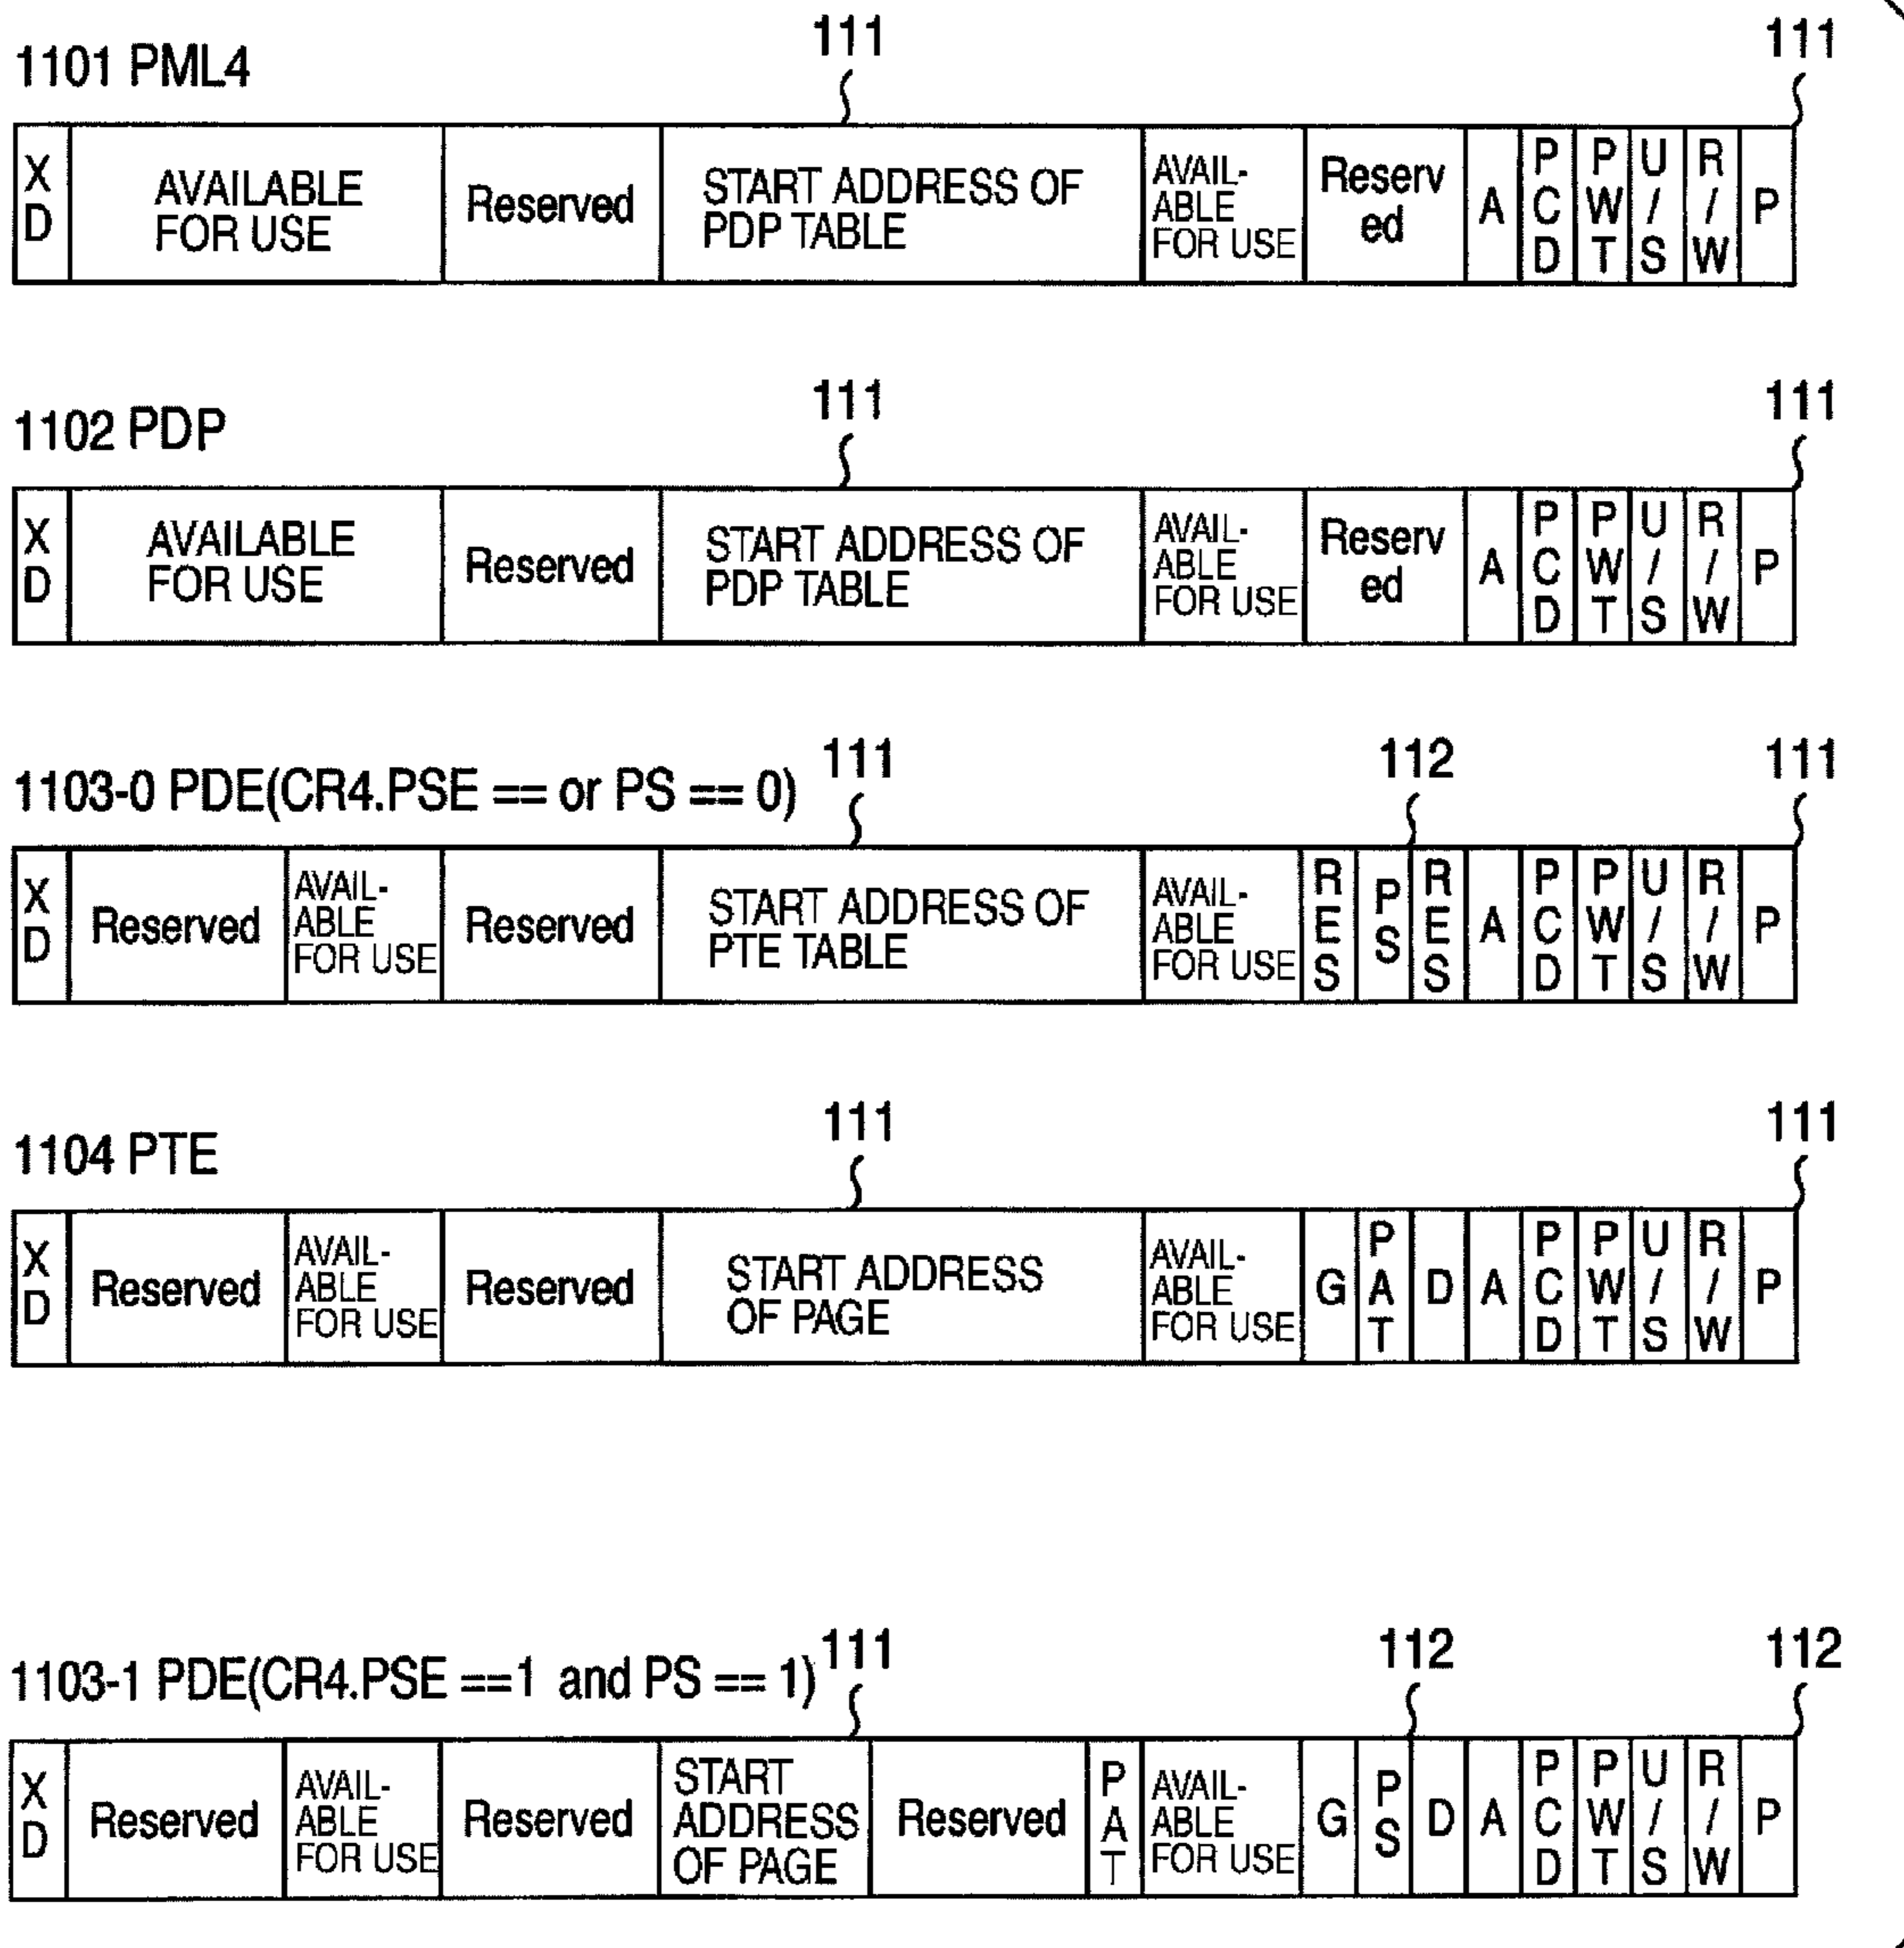 111 111
1101 PML4
XD AVAILABLE FOR USE Reserved START ADDRESS OF PDP TABLE AVAIL-ABLE FOR USE Reserved A PCD PWT U/S R/W P
111 111
1102 PDP
XD AVAILABLE FOR USE Reserved START ADDRESS OF PDP TABLE AVAIL-ABLE FOR USE Reserved A PCD PWT U/S R/W P
111 112 111
1103-0 PDE(CR4.PSE == or PS == 0)
XD Reserved AVAIL-ABLE FOR USE Reserved START ADDRESS OF PTE TABLE AVAIL-ABLE FOR USE RES PS RES A PCD PWT U/S R/W P
111 111
1104 PTE
XD Reserved AVAIL-ABLE FOR USE Reserved START ADDRESS OF PAGE AVAIL-ABLE FOR USE G PAT D A PCD PWT U/S R/W P
111 112 112
1103-1 PDE(CR4.PSE ==1 and PS == 1)
XD Reserved AVAIL-ABLE FOR USE Reserved START ADDRESS OF PAGE Reserved PAT AVAIL-ABLE FOR USE G PS D A PCD PWT U/S R/W P